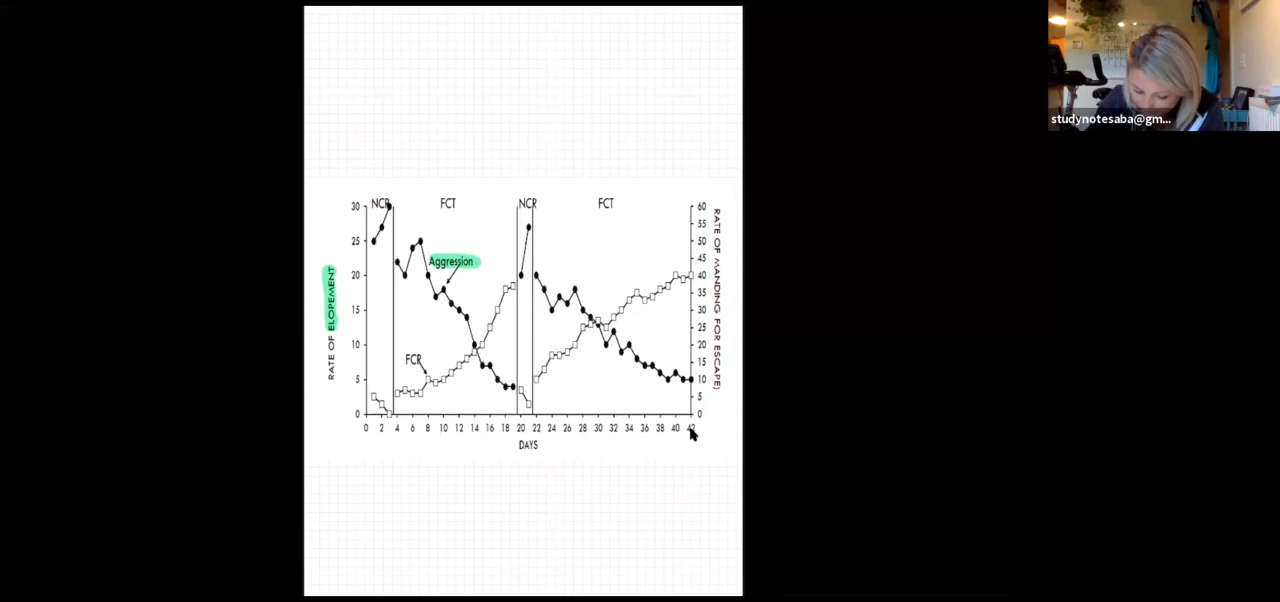 studynotesaba@gm...
NCR FCT NCR FCT
30 60
55
25 50
45
Aggression
20 40
35
15 30
25
10 20
FCR
15
5 10
5
0 0
0 2 4 6 8 10 12 14 16 18 20 22 24 26 28 30 32 34 36 38 40 42
DAYS
RATE OF ELOPEMENT
RATE OF MANDING FOR ESCAPE)